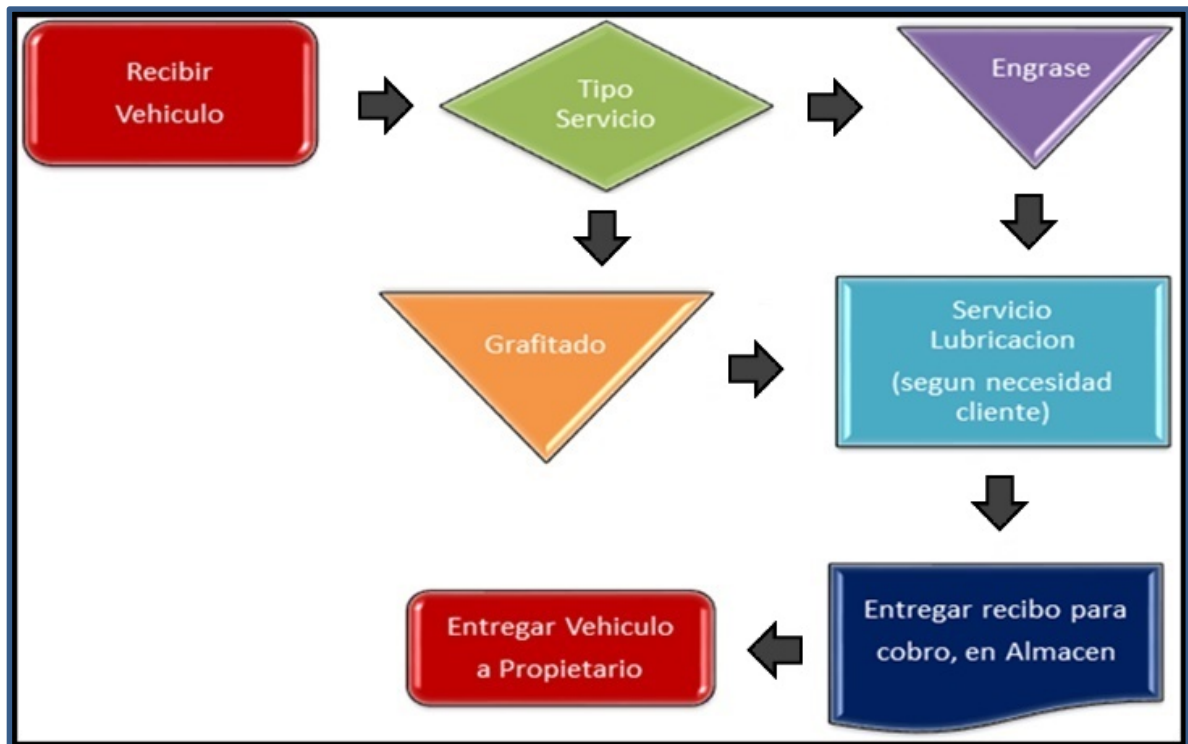 Recibir
Vehiculo
Tipo
Servicio
Engrase
Grafitado
Servicio
Lubricacion
(segun necesidad
cliente)
Entregar Vehiculo
a Propietario
Entregar recibo para
cobro, en Almacen